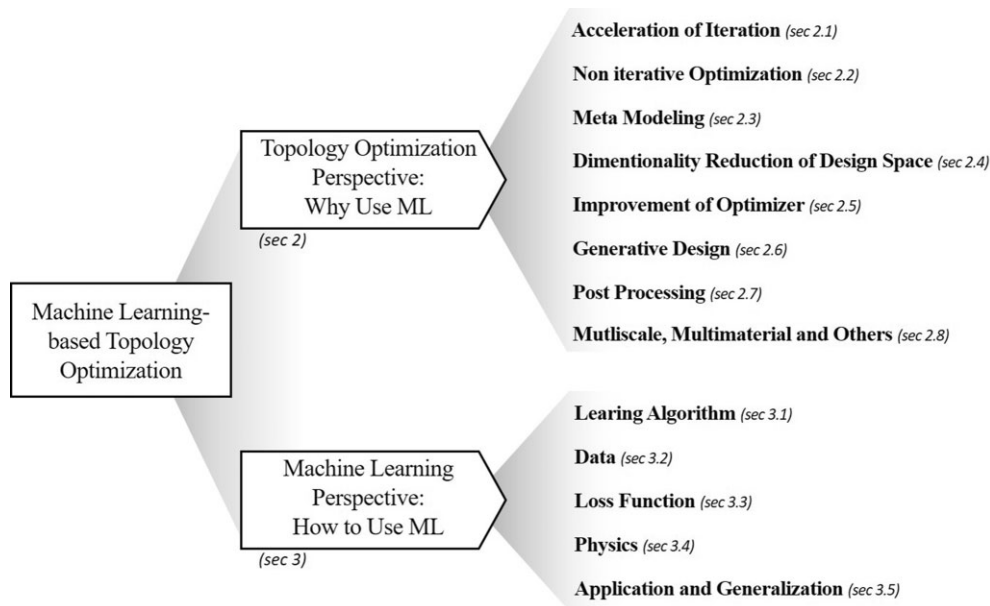 Machine Learning-
based Topology
Optimization
Topology Optimization
Perspective:
Why Use ML
(sec 2)
Acceleration of Iteration (sec 2.1)
Non iterative Optimization (sec 2.2)
Meta Modeling (sec 2.3)
Dimentionality Reduction of Design Space (sec 2.4)
Improvement of Optimizer (sec 2.5)
Generative Design (sec 2.6)
Post Processing (sec 2.7)
Mutliscale, Multimaterial and Others (sec 2.8)
Machine Learning
Perspective:
How to Use ML
(sec 3)
Learing Algorithm (sec 3.1)
Data (sec 3.2)
Loss Function (sec 3.3)
Physics (sec 3.4)
Application and Generalization (sec 3.5)